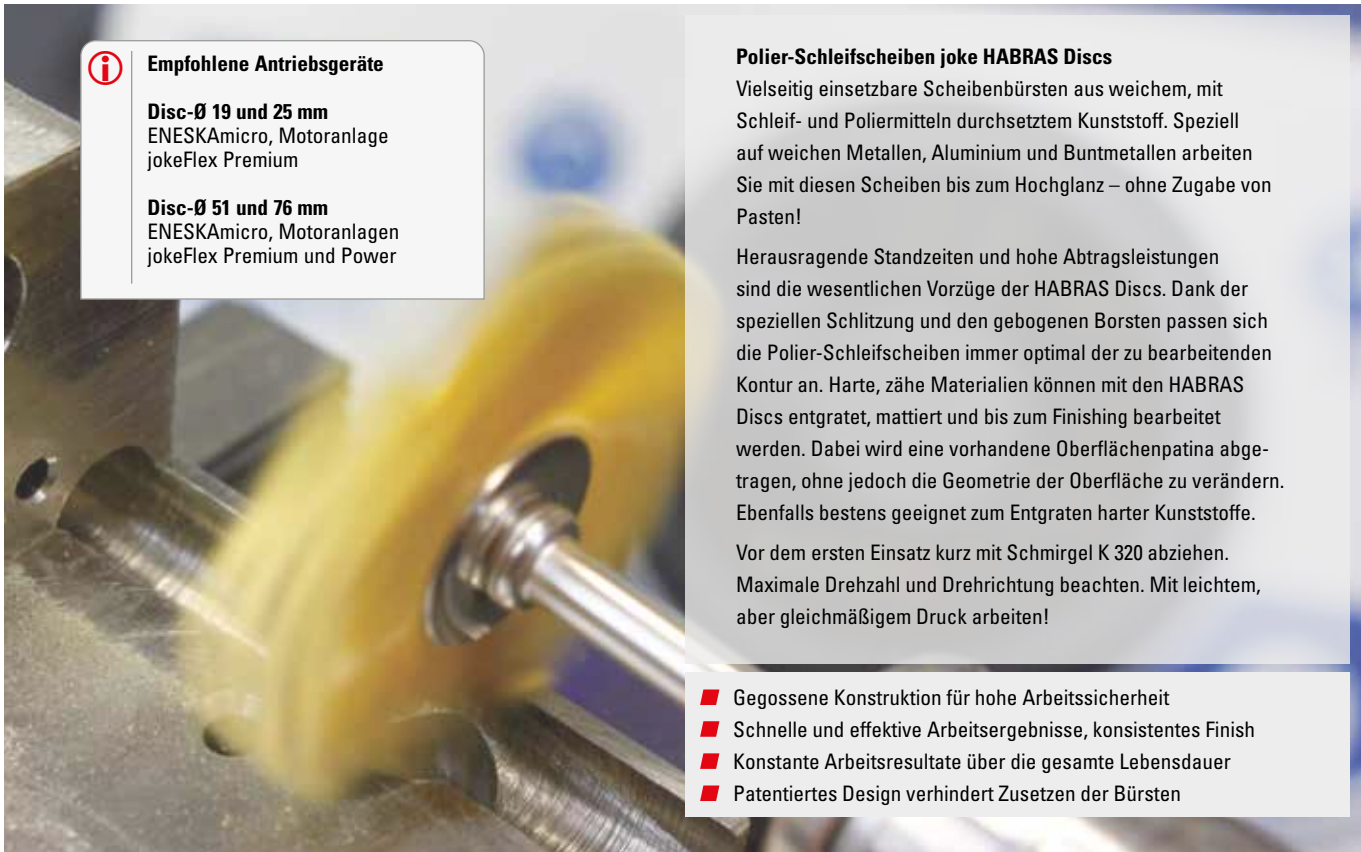 Empfohlene Antriebsgeräte
Disc-Ø 19 und 25 mm
ENESKAmicro, Motoranlage
jokeFlex Premium
Disc-Ø 51 und 76 mm
ENESKAmicro, Motoranlagen
jokeFlex Premium und Power
Polier-Schleifscheiben joke HABRAS Discs
Vielseitig einsetzbare Scheibenbürsten aus weichem, mit
Schleif- und Poliermitteln durchsetztem Kunststoff. Speziell
auf weichen Metallen, Aluminium und Buntmetallen arbeiten
Sie mit diesen Scheiben bis zum Hochglanz – ohne Zugabe von
Pasten!
Herausragende Standzeiten und hohe Abtragsleistungen
sind die wesentlichen Vorzüge der HABRAS Discs. Dank der
speziellen Schlitzung und den gebogenen Borsten passen sich
die Polier-Schleifscheiben immer optimal der zu bearbeitenden
Kontur an. Harte, zähe Materialien können mit den HABRAS
Discs entgratet, mattiert und bis zum Finishing bearbeitet
werden. Dabei wird eine vorhandene Oberflächenpatina abge-
tragen, ohne jedoch die Geometrie der Oberfläche zu verändern.
Ebenfalls bestens geeignet zum Entgraten harter Kunststoffe.
Vor dem ersten Einsatz kurz mit Schmirgel K 320 abziehen.
Maximale Drehzahl und Drehrichtung beachten. Mit leichtem,
aber gleichmäßigem Druck arbeiten!
Gegossene Konstruktion für hohe Arbeitssicherheit
Schnelle und effektive Arbeitsergebnisse, konsistentes Finish
Konstante Arbeitsresultate über die gesamte Lebensdauer
Patentiertes Design verhindert Zusetzen der Bürsten